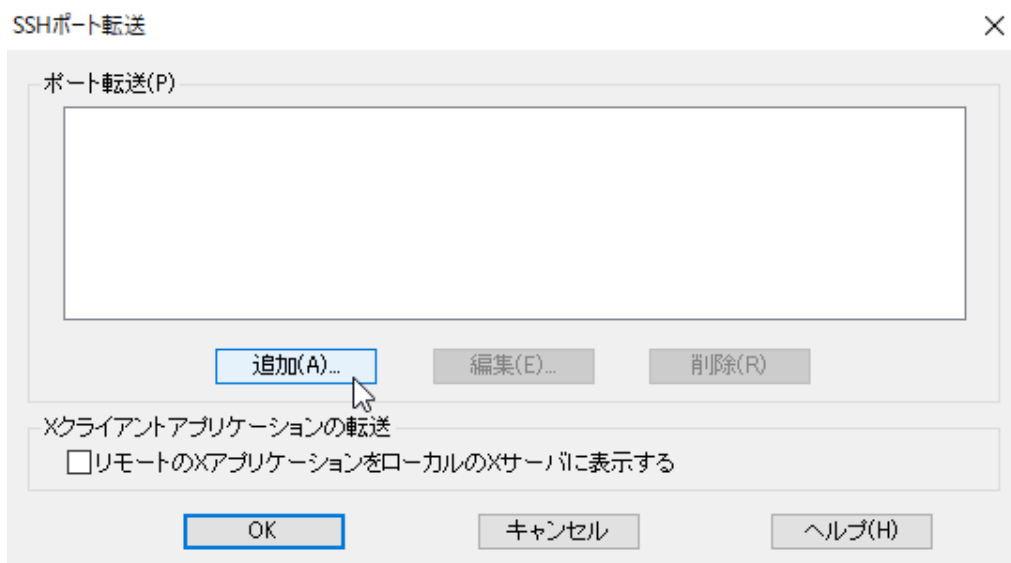 SSHポート転送
ポート転送(P)
追加(A)...
編集(E)...
削除(R)
Xクライアントアプリケーションの転送
リモートのXアプリケーションをローカルのXサーバに表示する
OK
キャンセル
ヘルプ(H)